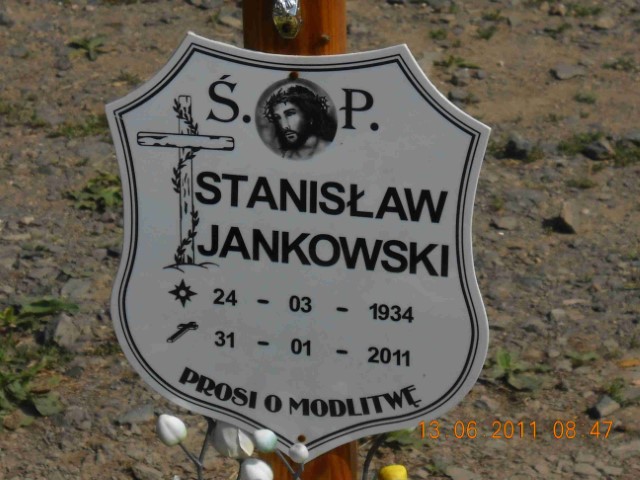 Ś. P.
STANISŁAW
JANKOWSKI
24 - 03 - 1934
31 - 01 - 2011
PROSI O MODLITWĘ
13 06 2011 08 47